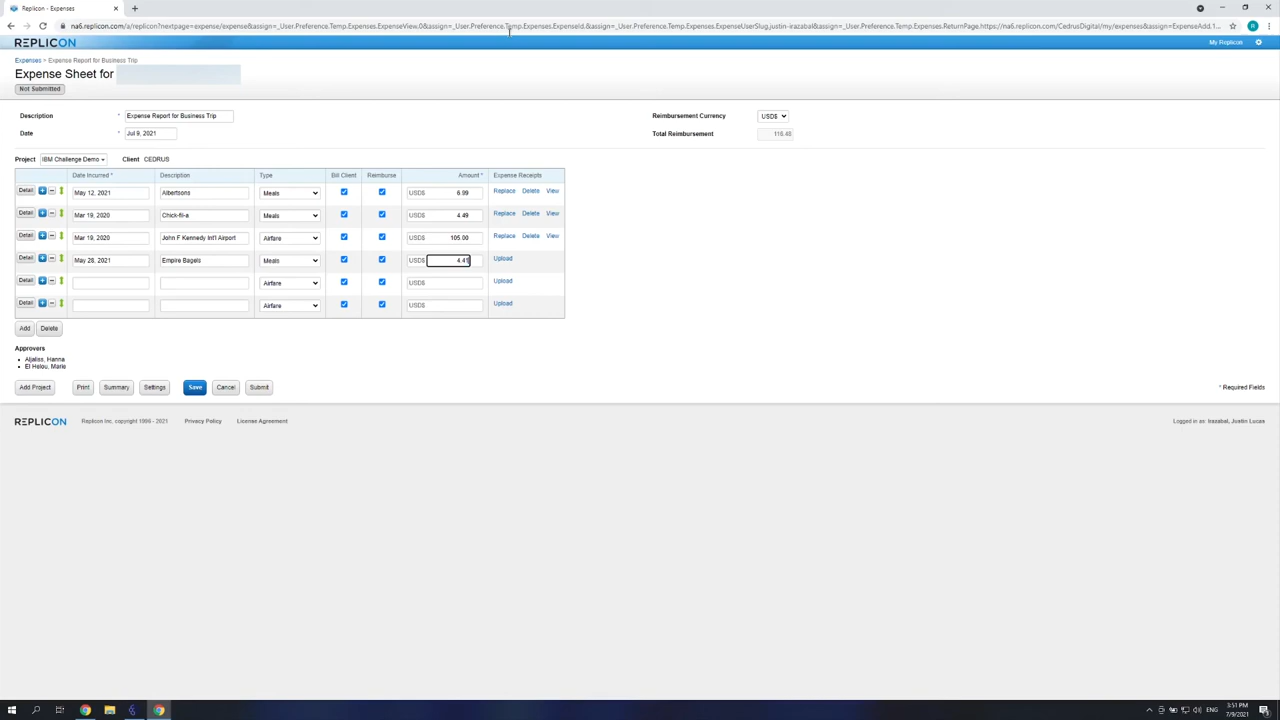 Replicon - Expenses
na6.replicon.com/a/replicon?nextpage=expense/expense&assign=_User.Preference.Temp.Expenses.ExpenseView,0&assign=_User.Preference.Temp.Expenses.ExpenseId,&assign=_User.Preference.Temp.Expenses.ExpenseUserSlug,justin-irazabal&assign=_User.Preference.Temp.Expenses.ReturnPage,https://na6.replicon.com/CedrusDigital/my/expenses&assign=ExpenseAdd,1... R
REPLICON My Replicon
Expenses › Expense Report for Business Trip
Expense Sheet for
Not Submitted
Description * Expense Report for Business Trip Reimbursement Currency USD$
Date * Jul 9, 2021 Total Reimbursement 116.48
Project IBM Challenge Demo Client CEDRUS
Date Incurred * Description Type Bill Client Reimburse Amount * Expense Receipts
Detail May 12, 2021 Albertsons Meals USD$ 6.99 Replace Delete View
Detail Mar 19, 2020 Chick-fil-a Meals USD$ 4.49 Replace Delete View
Detail Mar 19, 2020 John F Kennedy Int'l Airport Airfare USD$ 105.00 Replace Delete View
Detail May 28, 2021 Empire Bagels Meals USD$ 4.41 Upload
Detail Airfare USD$ Upload
Detail Airfare USD$ Upload
Add Delete
Approvers
Aljaliss, Hanna
El Helou, Marie
Add Project Print Summary Settings Save Cancel Submit * Required Fields
REPLICON Replicon Inc. copyright 1996 - 2021 Privacy Policy License Agreement Logged in as: Irazabal, Justin Lucas
ENG 3:51 PM
7/9/2021